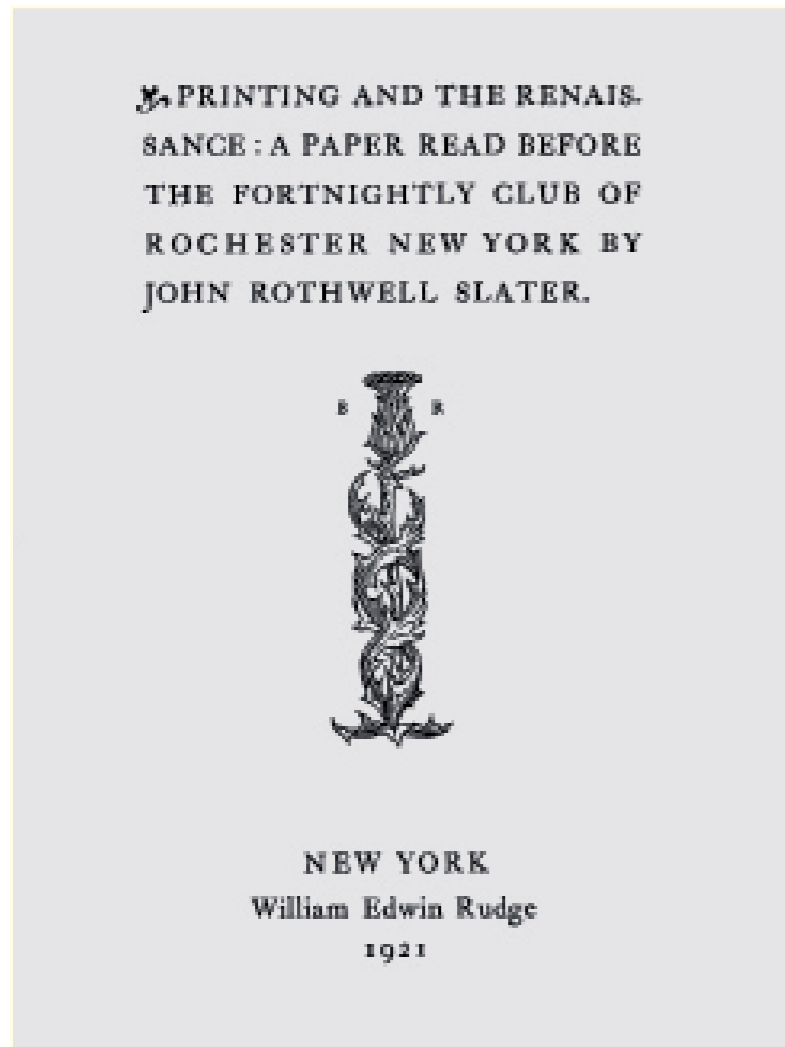 PRINTING AND THE RENAIS-
SANCE: A PAPER READ BEFORE
THE FORTNIGHTLY CLUB OF
ROCHESTER NEW YORK BY
JOHN ROTHWELL SLATER.
B R
NEW YORK
William Edwin Rudge
1921